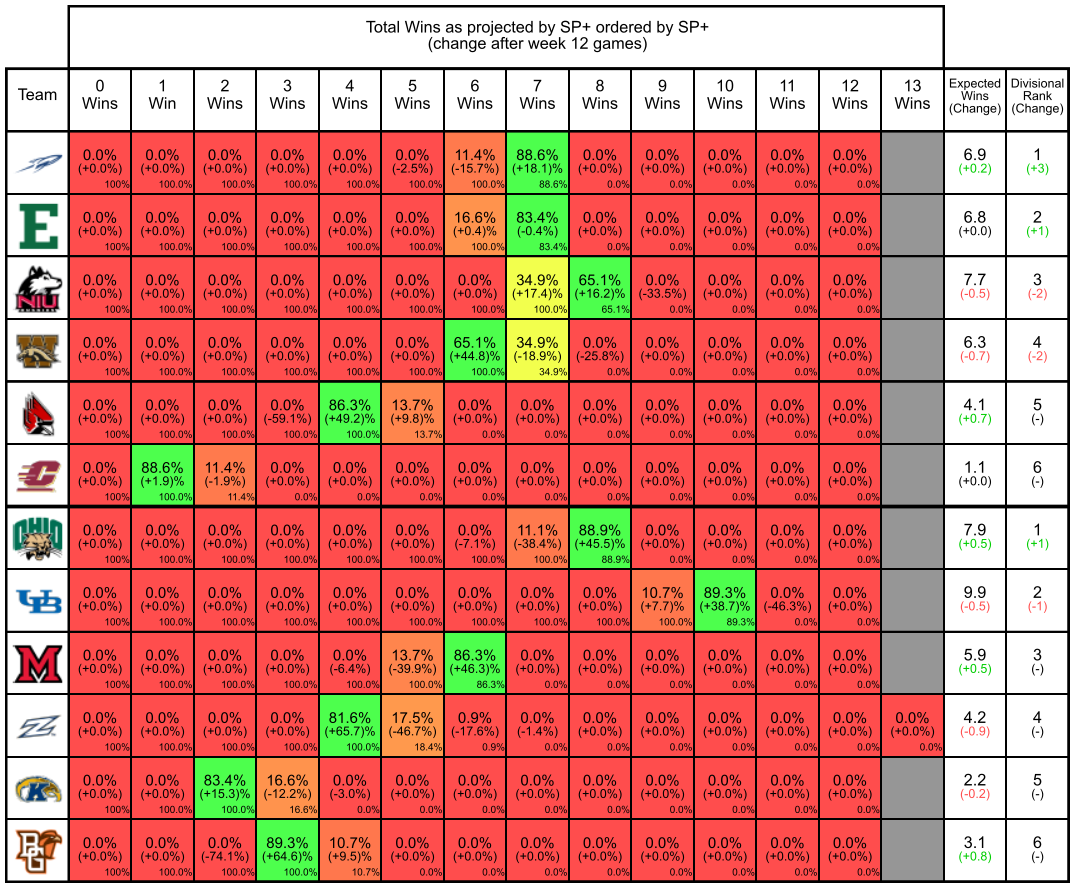 Total Wins as projected by SP+ ordered by SP+
(change after week 12 games)
Team 0 Wins 1 Win 2 Wins 3 Wins 4 Wins 5 Wins 6 Wins 7 Wins 8 Wins 9 Wins 10 Wins 11 Wins 12 Wins 13 Wins Expected Wins (Change) Divisional Rank (Change)
0.0% 0.0% 0.0% 0.0% 0.0% 0.0% 11.4% 88.6% 0.0% 0.0% 0.0% 0.0% 0.0% 6.9 1
(+0.0%) (+0.0%) (+0.0%) (+0.0%) (+0.0%) (-2.5%) (-15.7%) (+18.1)% (+0.0%) (+0.0%) (+0.0%) (+0.0%) (+0.0%) (+0.2) (+3)
100% 100.0% 100.0% 100.0% 100.0% 100.0% 100.0% 88.6% 0.0% 0.0% 0.0% 0.0% 0.0%
E 0.0% 0.0% 0.0% 0.0% 0.0% 0.0% 16.6% 83.4% 0.0% 0.0% 0.0% 0.0% 0.0% 6.8 2
(+0.0%) (+0.0%) (+0.0%) (+0.0%) (+0.0%) (+0.0%) (+0.4)% (-0.4%) (+0.0%) (+0.0%) (+0.0%) (+0.0%) (+0.0%) (+0.0) (+1)
100% 100.0% 100.0% 100.0% 100.0% 100.0% 100.0% 83.4% 0.0% 0.0% 0.0% 0.0% 0.0%
NIU 0.0% 0.0% 0.0% 0.0% 0.0% 0.0% 0.0% 34.9% 65.1% 0.0% 0.0% 0.0% 0.0% 7.7 3
(+0.0%) (+0.0%) (+0.0%) (+0.0%) (+0.0%) (+0.0%) (+0.0%) (+17.4)% (+16.2)% (-33.5%) (+0.0%) (+0.0%) (+0.0%) (-0.5) (-2)
100% 100.0% 100.0% 100.0% 100.0% 100.0% 100.0% 100.0% 65.1% 0.0% 0.0% 0.0% 0.0%
W 0.0% 0.0% 0.0% 0.0% 0.0% 0.0% 65.1% 34.9% 0.0% 0.0% 0.0% 0.0% 0.0% 6.3 4
(+0.0%) (+0.0%) (+0.0%) (+0.0%) (+0.0%) (+0.0%) (+44.8)% (-18.9%) (-25.8%) (+0.0%) (+0.0%) (+0.0%) (+0.0%) (-0.7) (-2)
100% 100.0% 100.0% 100.0% 100.0% 100.0% 100.0% 34.9% 0.0% 0.0% 0.0% 0.0% 0.0%
0.0% 0.0% 0.0% 0.0% 86.3% 13.7% 0.0% 0.0% 0.0% 0.0% 0.0% 0.0% 0.0% 4.1 5
(+0.0%) (+0.0%) (+0.0%) (-59.1%) (+49.2)% (+9.8)% (+0.0%) (+0.0%) (+0.0%) (+0.0%) (+0.0%) (+0.0%) (+0.0%) (+0.7) (-)
100% 100.0% 100.0% 100.0% 100.0% 13.7% 0.0% 0.0% 0.0% 0.0% 0.0% 0.0% 0.0%
C 0.0% 88.6% 11.4% 0.0% 0.0% 0.0% 0.0% 0.0% 0.0% 0.0% 0.0% 0.0% 0.0% 1.1 6
(+0.0%) (+1.9)% (-1.9%) (+0.0%) (+0.0%) (+0.0%) (+0.0%) (+0.0%) (+0.0%) (+0.0%) (+0.0%) (+0.0%) (+0.0%) (+0.0) (-)
100% 100.0% 11.4% 0.0% 0.0% 0.0% 0.0% 0.0% 0.0% 0.0% 0.0% 0.0% 0.0%
OHIO 0.0% 0.0% 0.0% 0.0% 0.0% 0.0% 0.0% 11.1% 88.9% 0.0% 0.0% 0.0% 0.0% 7.9 1
(+0.0%) (+0.0%) (+0.0%) (+0.0%) (+0.0%) (+0.0%) (-7.1%) (-38.4%) (+45.5)% (+0.0%) (+0.0%) (+0.0%) (+0.0%) (+0.5) (+1)
100% 100.0% 100.0% 100.0% 100.0% 100.0% 100.0% 100.0% 88.9% 0.0% 0.0% 0.0% 0.0%
UB 0.0% 0.0% 0.0% 0.0% 0.0% 0.0% 0.0% 0.0% 0.0% 10.7% 89.3% 0.0% 0.0% 9.9 2
(+0.0%) (+0.0%) (+0.0%) (+0.0%) (+0.0%) (+0.0%) (+0.0%) (+0.0%) (+0.0%) (+7.7)% (+38.7)% (-46.3%) (+0.0%) (-0.5) (-1)
100% 100.0% 100.0% 100.0% 100.0% 100.0% 100.0% 100.0% 100.0% 100.0% 89.3% 0.0% 0.0%
M 0.0% 0.0% 0.0% 0.0% 0.0% 13.7% 86.3% 0.0% 0.0% 0.0% 0.0% 0.0% 0.0% 5.9 3
(+0.0%) (+0.0%) (+0.0%) (+0.0%) (-6.4%) (-39.9%) (+46.3)% (+0.0%) (+0.0%) (+0.0%) (+0.0%) (+0.0%) (+0.0%) (+0.5) (-)
100% 100.0% 100.0% 100.0% 100.0% 100.0% 86.3% 0.0% 0.0% 0.0% 0.0% 0.0% 0.0%
0.0% 0.0% 0.0% 0.0% 81.6% 17.5% 0.9% 0.0% 0.0% 0.0% 0.0% 0.0% 0.0% 0.0% 4.2 4
(+0.0%) (+0.0%) (+0.0%) (+0.0%) (+65.7)% (-46.7%) (-17.6%) (-1.4%) (+0.0%) (+0.0%) (+0.0%) (+0.0%) (+0.0%) (+0.0%) (-0.9) (-)
100% 100.0% 100.0% 100.0% 100.0% 18.4% 0.9% 0.0% 0.0% 0.0% 0.0% 0.0% 0.0% 0.0%
K 0.0% 0.0% 83.4% 16.6% 0.0% 0.0% 0.0% 0.0% 0.0% 0.0% 0.0% 0.0% 0.0% 2.2 5
(+0.0%) (+0.0%) (+15.3)% (-12.2%) (-3.0%) (+0.0%) (+0.0%) (+0.0%) (+0.0%) (+0.0%) (+0.0%) (+0.0%) (+0.0%) (-0.2) (-)
100% 100.0% 100.0% 16.6% 0.0% 0.0% 0.0% 0.0% 0.0% 0.0% 0.0% 0.0% 0.0%
BG 0.0% 0.0% 0.0% 89.3% 10.7% 0.0% 0.0% 0.0% 0.0% 0.0% 0.0% 0.0% 0.0% 3.1 6
(+0.0%) (+0.0%) (-74.1%) (+64.6)% (+9.5)% (+0.0%) (+0.0%) (+0.0%) (+0.0%) (+0.0%) (+0.0%) (+0.0%) (+0.0%) (+0.8) (-)
100% 100.0% 100.0% 100.0% 10.7% 0.0% 0.0% 0.0% 0.0% 0.0% 0.0% 0.0% 0.0%